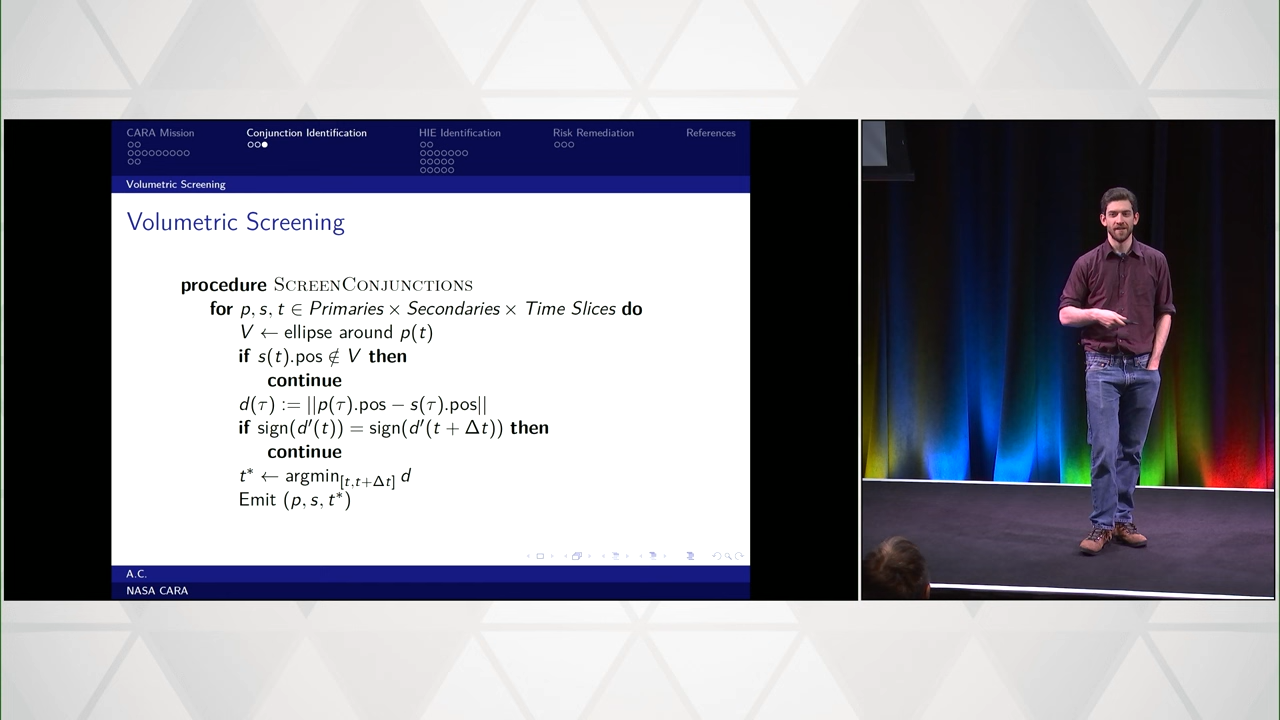 CARA Mission
Conjunction Identification
HIE Identification
Risk Remediation
References
Volumetric Screening
Volumetric Screening
procedure ScreenConjunctions
for p, s, t ∈ Primaries × Secondaries × Time Slices do
V ← ellipse around p(t)
if s(t).pos ∉ V then
continue
d(τ) := ||p(τ).pos − s(τ).pos||
if sign(d′(t)) = sign(d′(t + Δt)) then
continue
t* ← argmin[t,t+Δt] d
Emit (p, s, t*)
A.C.
NASA CARA